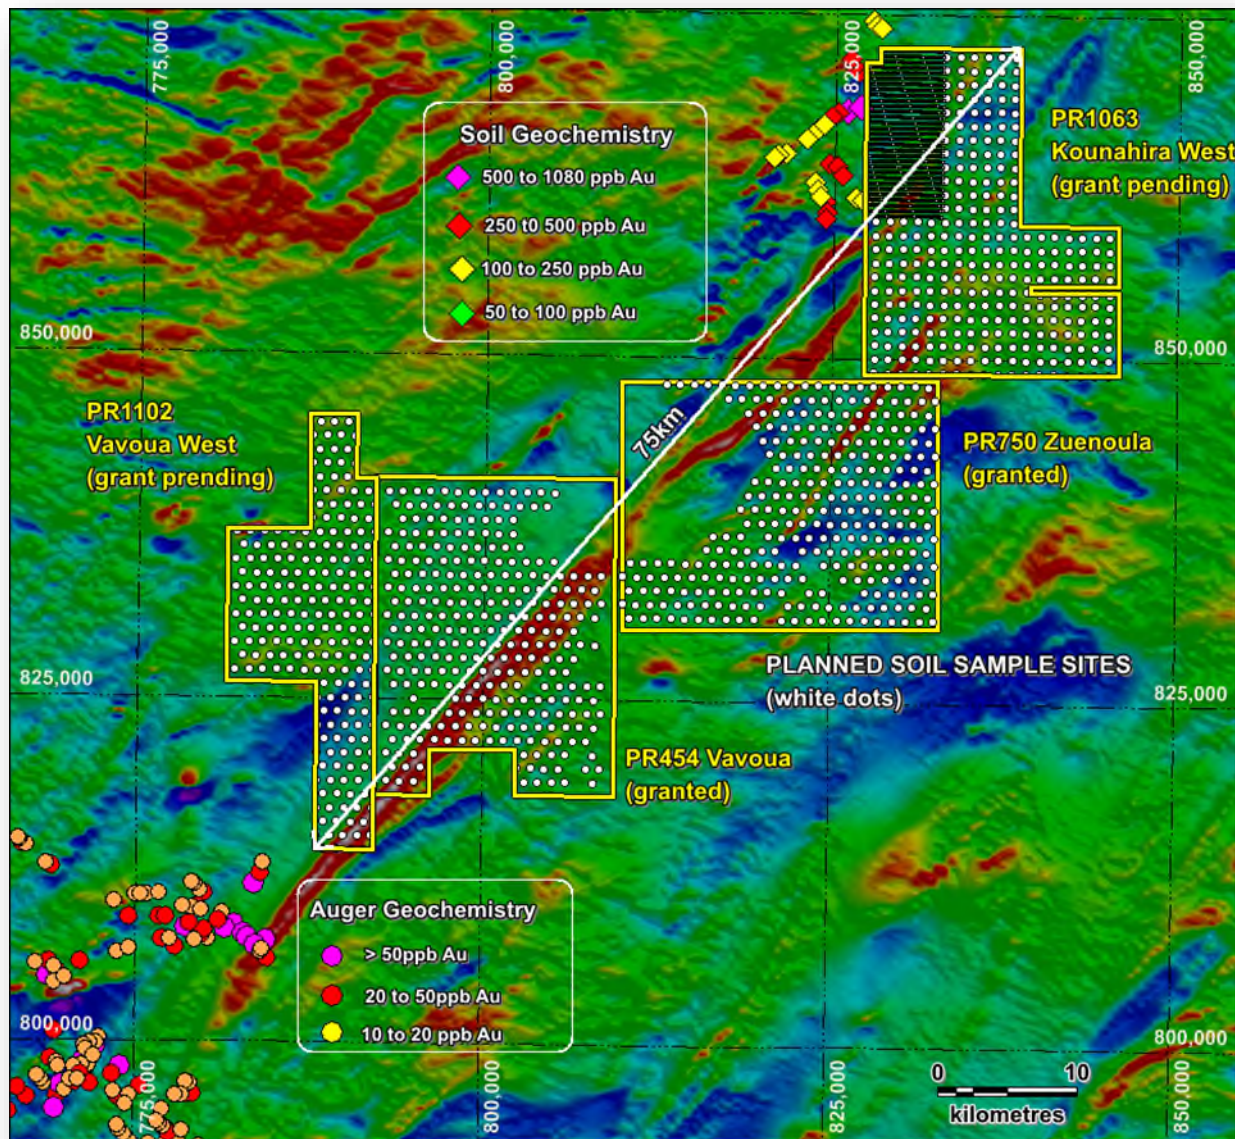 775,000
800,000
825,000
850,000
Soil Geochemistry
500 to 1080 ppb Au
250 t0 500 ppb Au
100 to 250 ppb Au
50 to 100 ppb Au
PR1063
Kounahira West
(grant pending)
850,000
850,000
75km
PR1102
Vavoua West
(grant prending)
PR750 Zuenoula
(granted)
PLANNED SOIL SAMPLE SITES
(white dots)
825,000
825,000
PR454 Vavoua
(granted)
Auger Geochemistry
> 50ppb Au
20 to 50ppb Au
10 to 20 ppb Au
800,000
800,000
775,000
800,000
825,000
850,000
0
10
kilometres